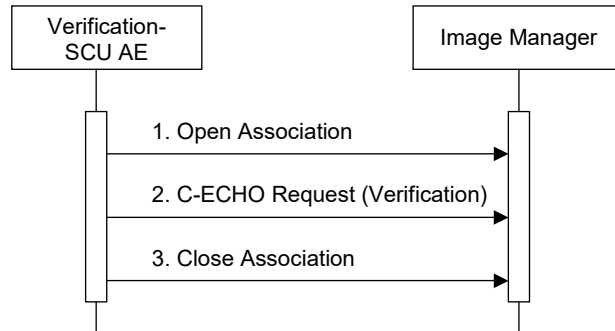 Verification-
SCU AE
Image Manager
1. Open Association
2. C-ECHO Request (Verification)
3. Close Association